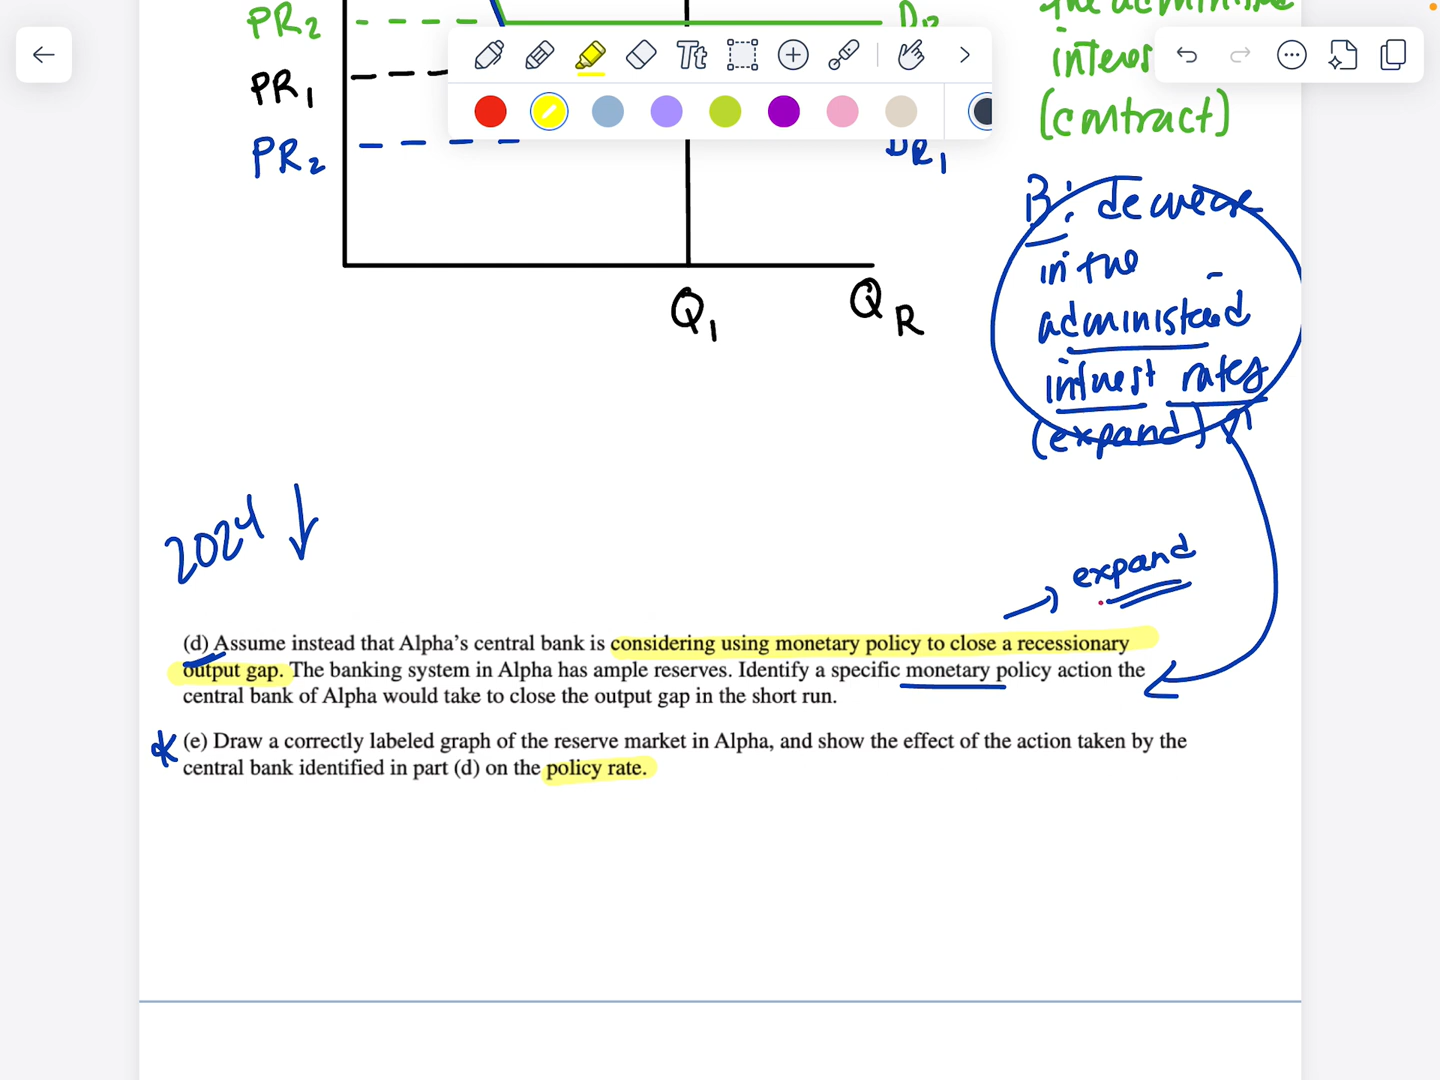 PR2
PR1
PR2
Tt
DR1
interes
(contract)
B: decrease
in the
administered
interest rates
(expand)
Q1
QR
2024 ↓
→ expand
(d) Assume instead that Alpha's central bank is considering using monetary policy to close a recessionary
output gap. The banking system in Alpha has ample reserves. Identify a specific monetary policy action the
central bank of Alpha would take to close the output gap in the short run.
* (e) Draw a correctly labeled graph of the reserve market in Alpha, and show the effect of the action taken by the
central bank identified in part (d) on the policy rate.